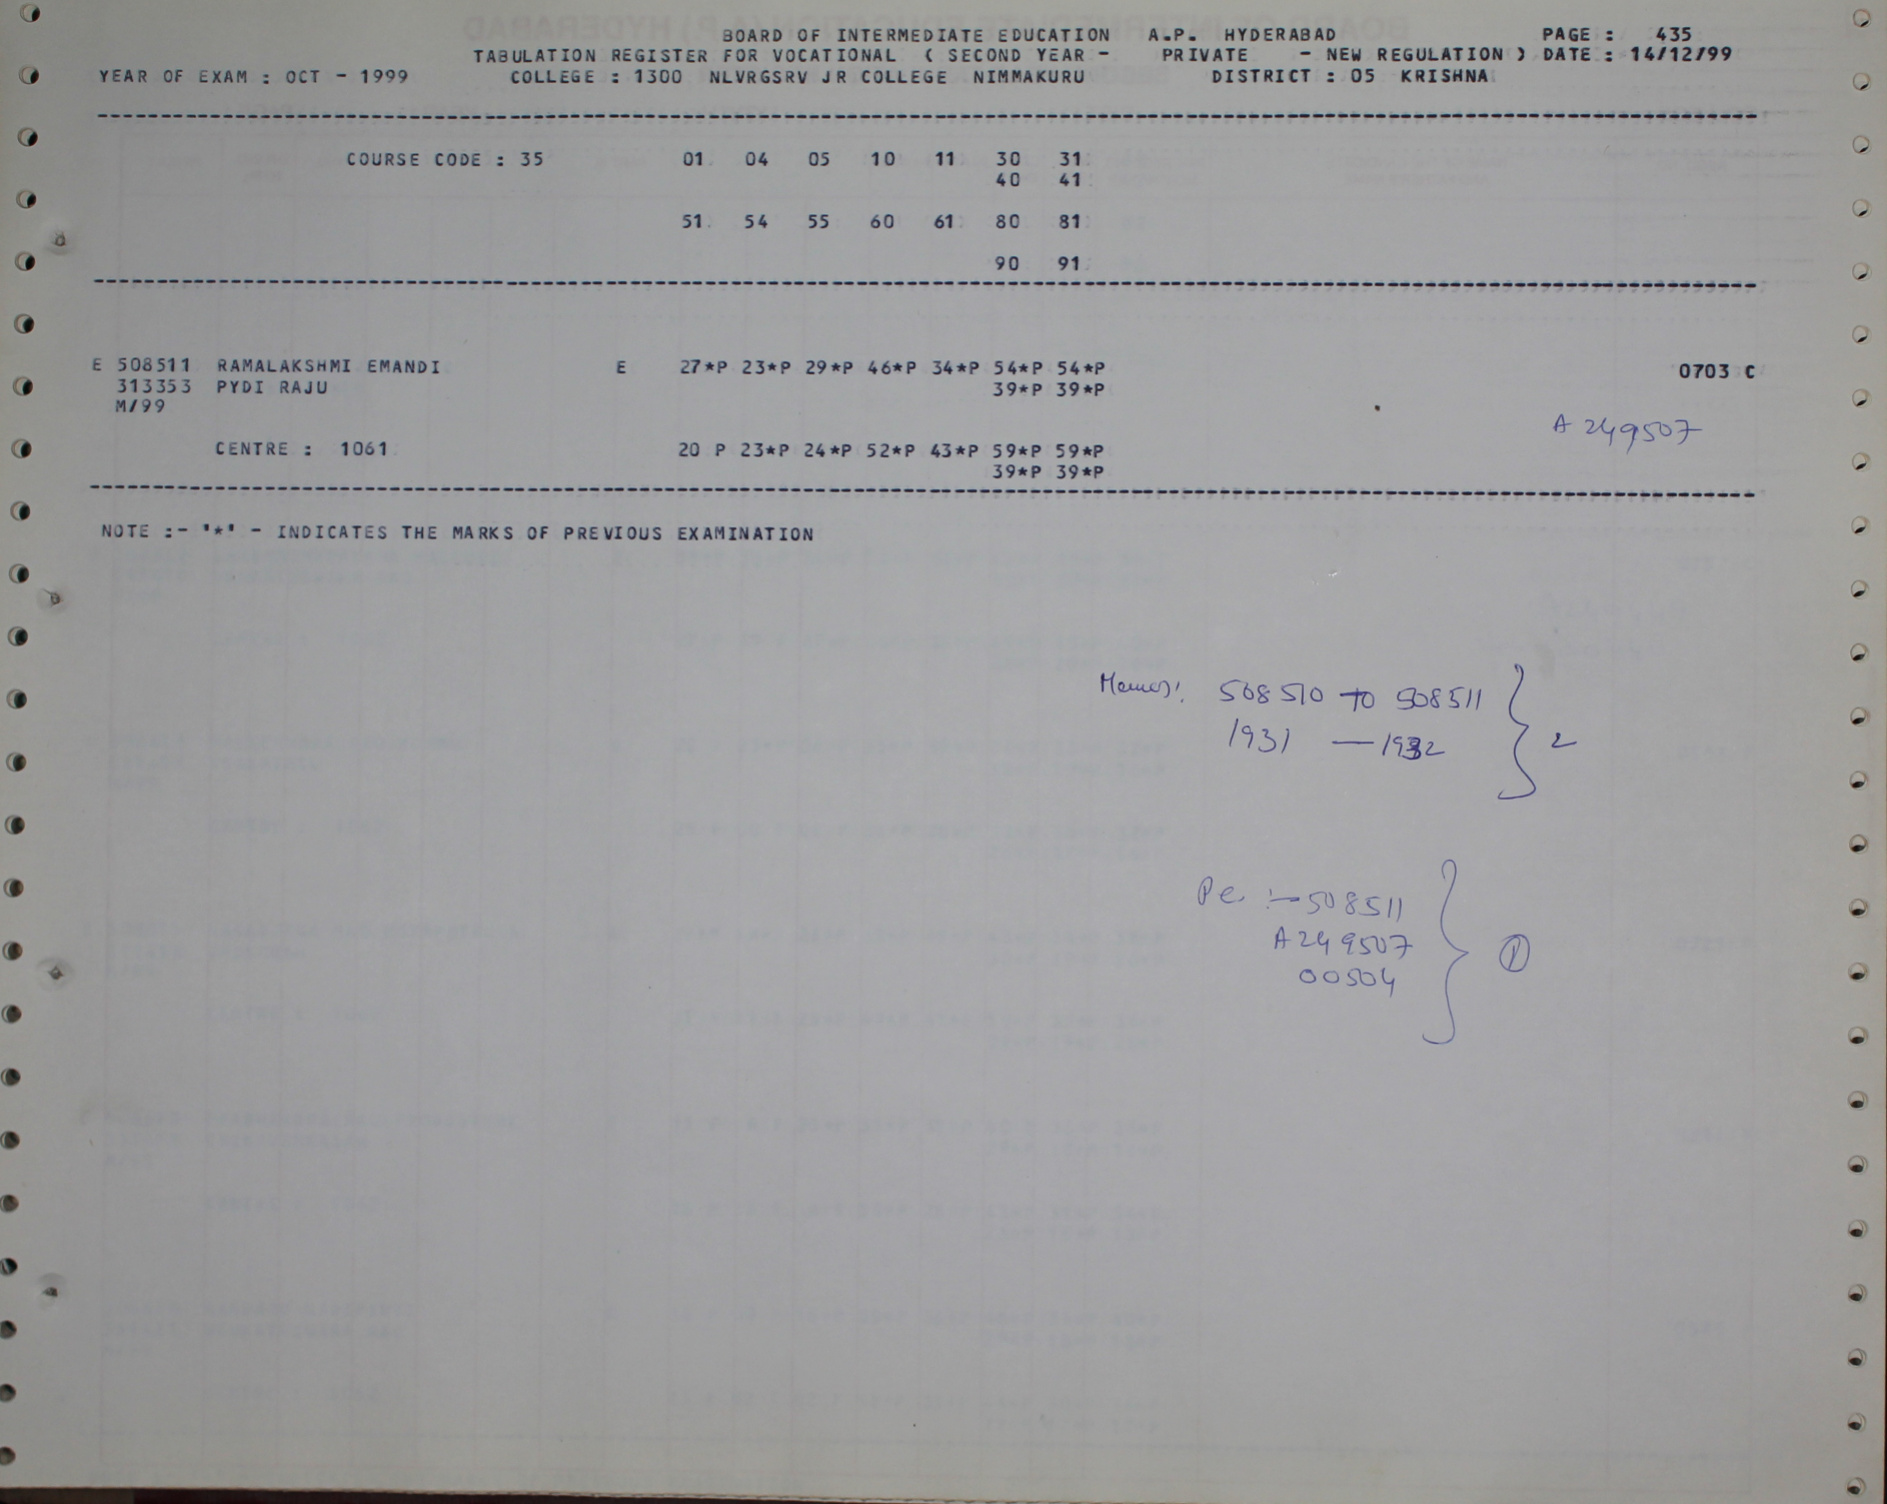 BOARD OF INTERMEDIATE EDUCATION A.P. HYDERABAD PAGE : 435
TABULATION REGISTER FOR VOCATIONAL ( SECOND YEAR - PRIVATE - NEW REGULATION ) DATE : 14/12/99
YEAR OF EXAM : OCT - 1999 COLLEGE : 1300 NLVRGSRV JR COLLEGE NIMMAKURU DISTRICT : 05 KRISHNA
COURSE CODE : 35 01 04 05 10 11 30 31
40 41
51 54 55 60 61 80 81
90 91
E 508511 RAMALAKSHMI EMANDI E 27*P 23*P 29*P 46*P 34*P 54*P 54*P 0703 C
313353 PYDI RAJU 39*P 39*P
M/99
A 249507
CENTRE : 1061 20 P 23*P 24*P 52*P 43*P 59*P 59*P
39*P 39*P
NOTE :- '*' - INDICATES THE MARKS OF PREVIOUS EXAMINATION
508510 to 508511
1931 — 1932 2
Pc :- 508511
A249507 1
00504